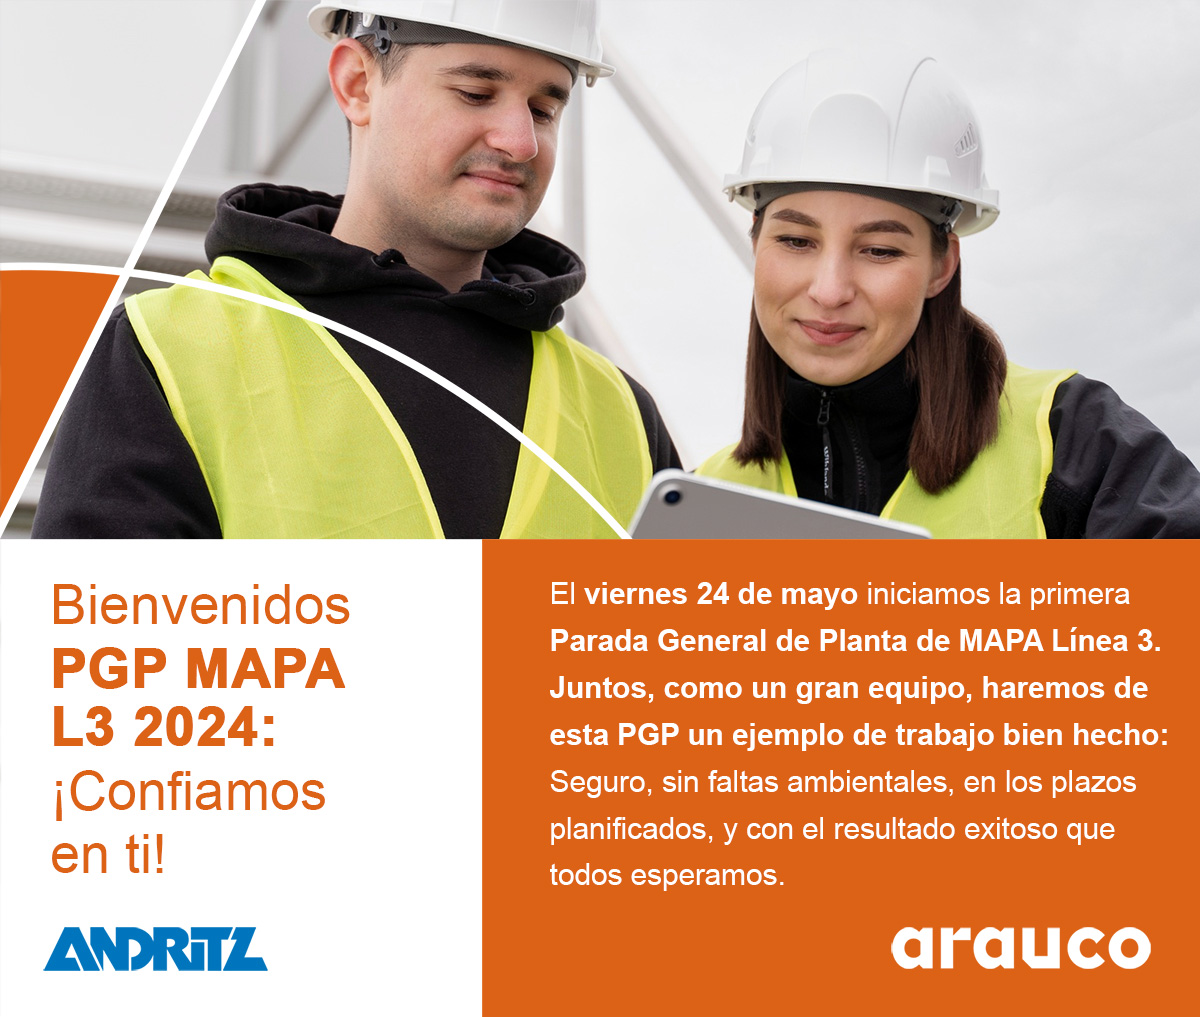 Bienvenidos
PGP MAPA
L3 2024:
¡Confiamos
en ti!
ANDRITZ
El viernes 24 de mayo iniciamos la primera
Parada General de Planta de MAPA Línea 3.
Juntos, como un gran equipo, haremos de
esta PGP un ejemplo de trabajo bien hecho:
Seguro, sin faltas ambientales, en los plazos
planificados, y con el resultado exitoso que
todos esperamos.
arauco